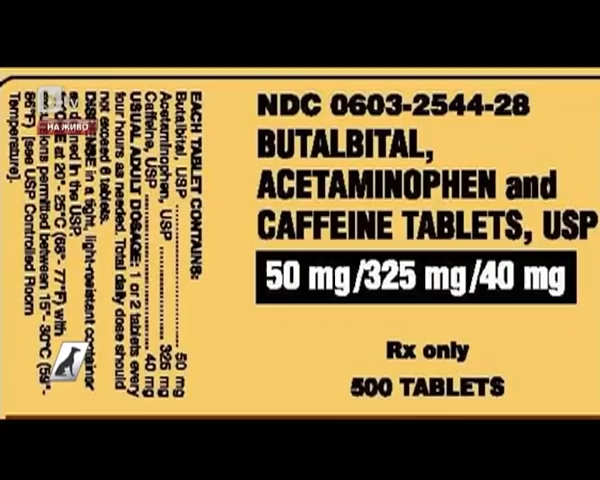 НА ЖИВО
EACH TABLET CONTAINS:
Butalbital, USP .................... 50 mg
Acetaminophen, USP .................... 325 mg
Caffeine, USP .................... 40 mg
USUAL ADULT DOSAGE: 1 or 2 tablets every
four hours as needed. Total daily dose should
not exceed 6 tablets.
in a tight, light-resistant container
in the USP.
at 20°- 25°C (68°- 77°F) with
permitted between 15°- 30°C (59°-
86°F) [see USP Controlled Room
Temperature].
NDC 0603-2544-28
BUTALBITAL,
ACETAMINOPHEN and
CAFFEINE TABLETS, USP
50 mg/325 mg/40 mg
Rx only
500 TABLETS